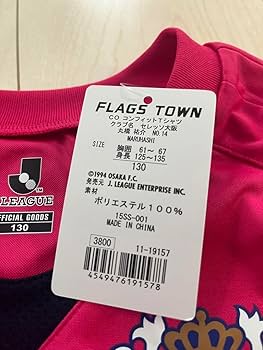 FLAGS TOWN
CO コンフィットTシャツ
クラブ名 セレッソ大阪
丸橋 祐介 NO.14
MARUHASHI
SIZE 胸囲 61～ 67
身長 125～135
130
©1994 OSAKA F.C.
発売元 J. LEAGUE ENTERPRISE INC.
素材
ポリエステル100%
15SS-001
MADE IN CHINA
3800
11-19157
4549476191578
J
J.LEAGUE
OFFICIAL GOODS
130